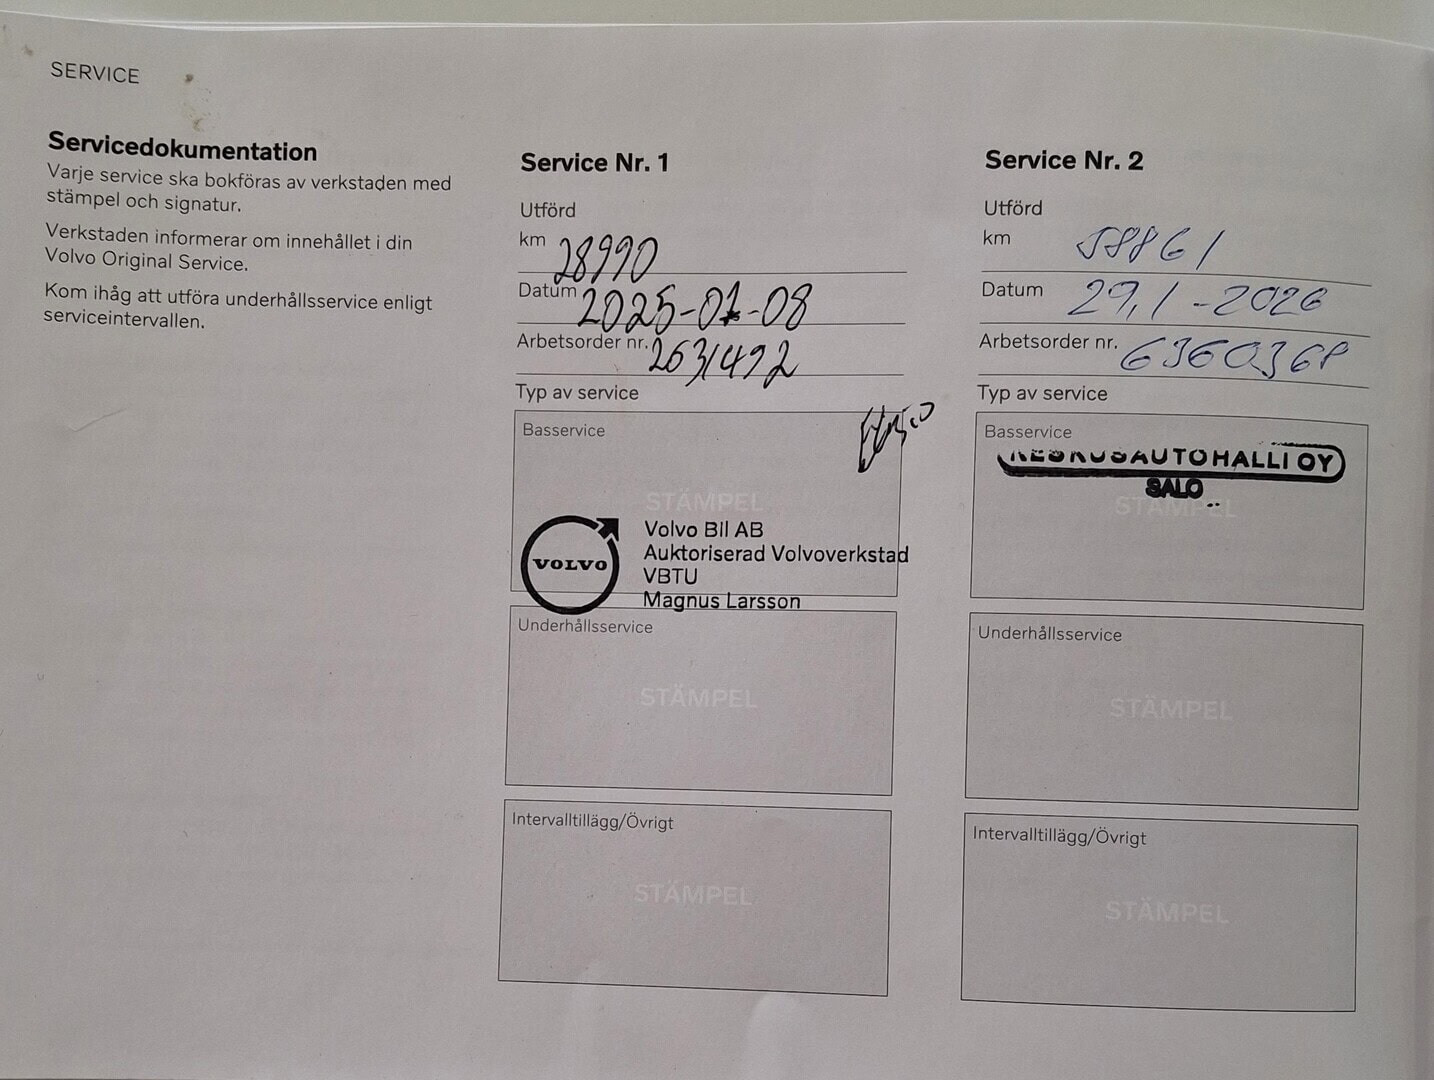 SERVICE
Servicedokumentation
Varje service ska bokföras av verkstaden med
stämpel och signatur.
Verkstaden informerar om innehållet i din
Volvo Original Service.
Kom ihåg att utföra underhållsservice enligt
serviceintervallen.
Service Nr. 1
Utförd
km 28990
Datum 2025-01-08
Arbetsorder nr. 2631492
Typ av service
Basservice
STÄMPEL
VOLVO
Volvo Bil AB
Auktoriserad Volvoverkstad
VBTU
Magnus Larsson
Underhållsservice
STÄMPEL
Intervalltillägg/Övrigt
STÄMPEL
Service Nr. 2
Utförd
km 58861
Datum 29,1-2026
Arbetsorder nr.
Typ av service
Basservice
KESKUSAUTOHALLI OY
SALO
STÄMPEL
Underhållsservice
STÄMPEL
Intervalltillägg/Övrigt
STÄMPEL